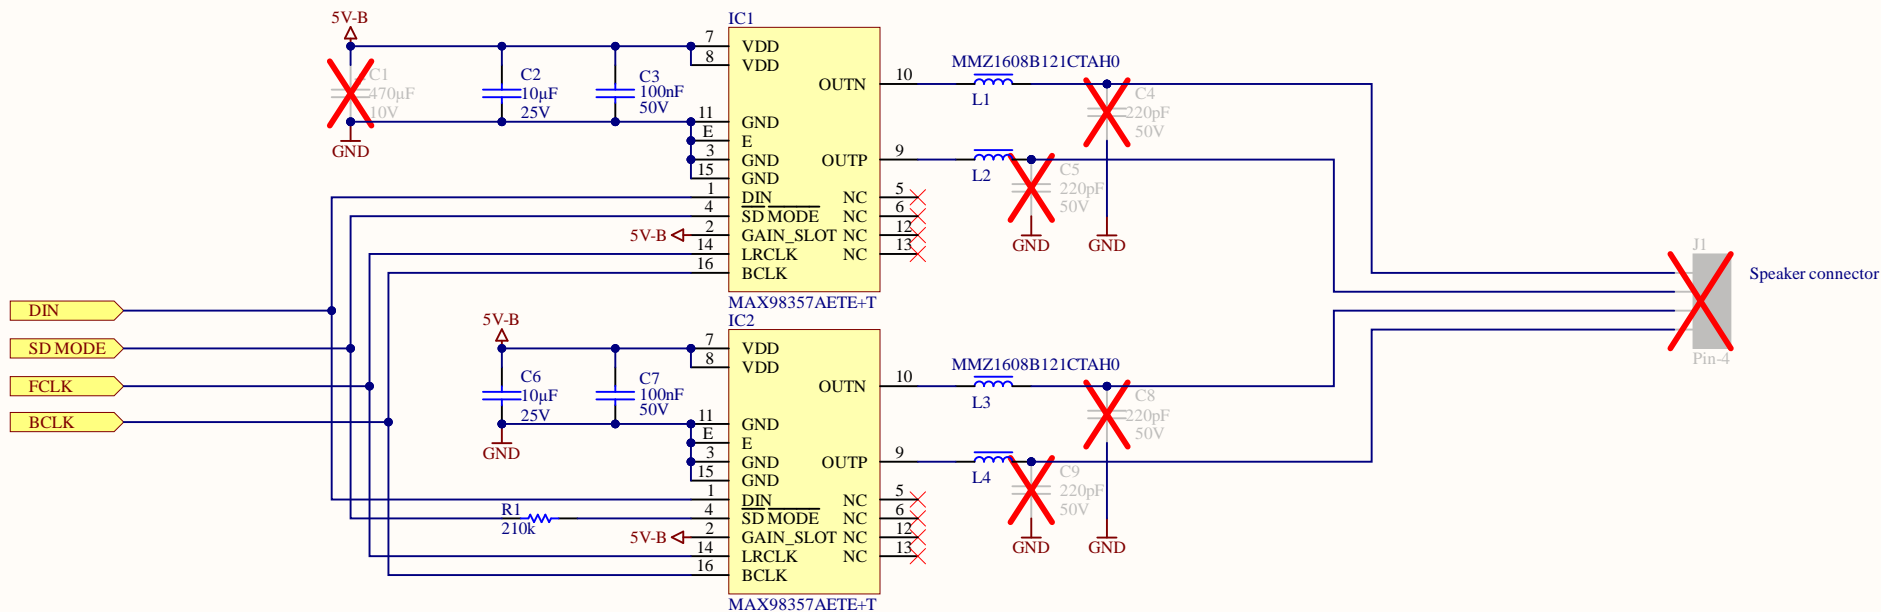 IC1
5V-B
C1
470µF
10V
GND
C2
10µF
25V
C3
100nF
50V
7
8
11
E
3
15
1
4
2
14
16
VDD
VDD
GND
E
GND
GND
DIN
SD MODE
GAIN_SLOT
LRCLK
BCLK
OUTN
OUTP
NC
NC
NC
NC
10
9
5
6
12
13
5V-B
MAX98357AETE+T
MMZ1608B121CTAH0
L1
L2
C4
220pF
50V
C5
220pF
50V
GND
GND
J1
Speaker connector
Pin-4
DIN
SD MODE
FCLK
BCLK
IC2
5V-B
C6
10µF
25V
GND
C7
100nF
50V
7
8
11
E
3
15
1
4
2
14
16
VDD
VDD
GND
E
GND
GND
DIN
SD MODE
GAIN_SLOT
LRCLK
BCLK
OUTN
OUTP
NC
NC
NC
NC
10
9
5
6
12
13
R1
210k
5V-B
MAX98357AETE+T
MMZ1608B121CTAH0
L3
L4
C8
220pF
50V
C9
220pF
50V
GND
GND